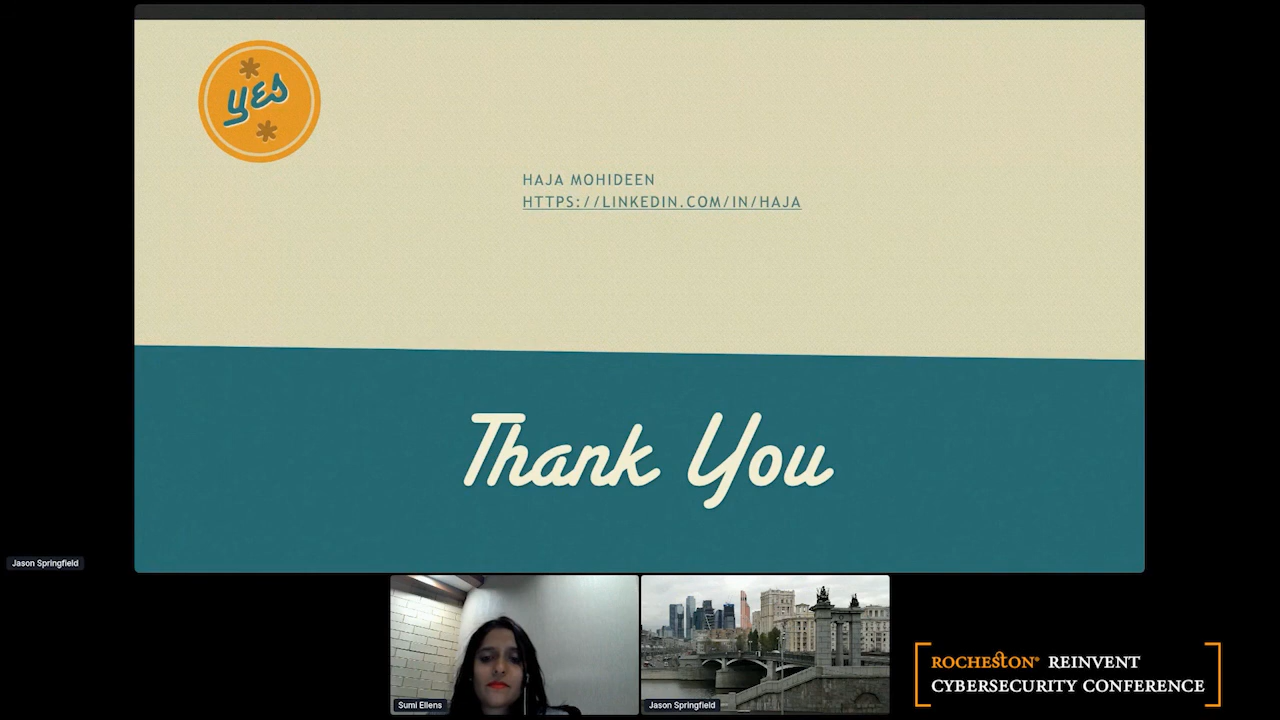 yes
HAJA MOHIDEEN
HTTPS://LINKEDIN.COM/IN/HAJA
Thank You
Jason Springfield
Sumi Ellens
Jason Springfield
ROCHESTON® REINVENT
CYBERSECURITY CONFERENCE